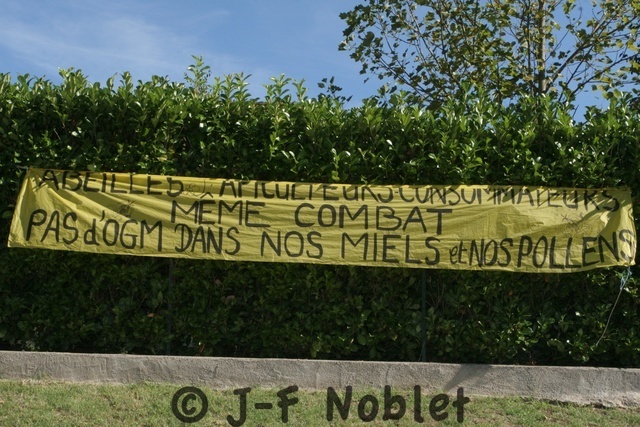 ABEILLES APICULTEURS CONSOMMATEURS
MÊME COMBAT
PAS d'OGM DANS NOS MIELS et NOS POLLENS
© J-F Noblet